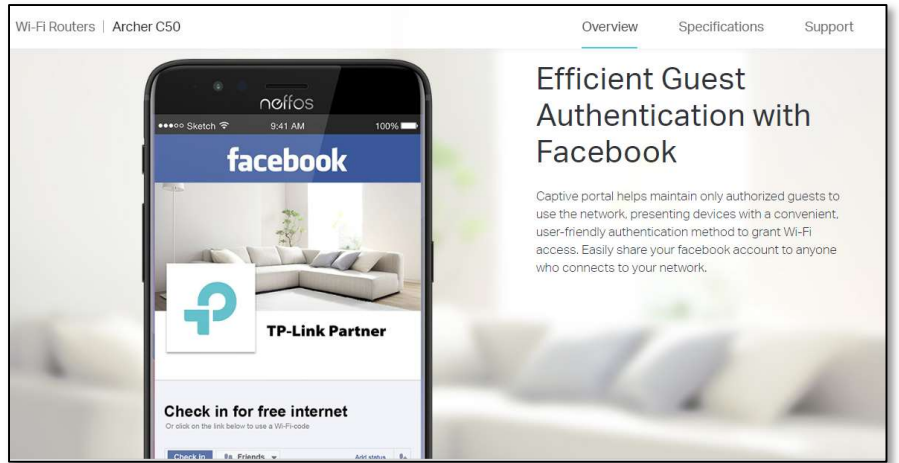 Wi-Fi Routers | Archer C50
Overview Specifications Support
neffos
Sketch 9:41 AM 100%
facebook
TP-Link Partner
Check in for free internet
Or click on the link below to use a Wi-Fi-code
Check in Friends Add status
Efficient Guest
Authentication with
Facebook
Captive portal helps maintain only authorized guests to
use the network, presenting devices with a convenient,
user-friendly authentication method to grant Wi-Fi
access. Easily share your facebook account to anyone
who connects to your network.